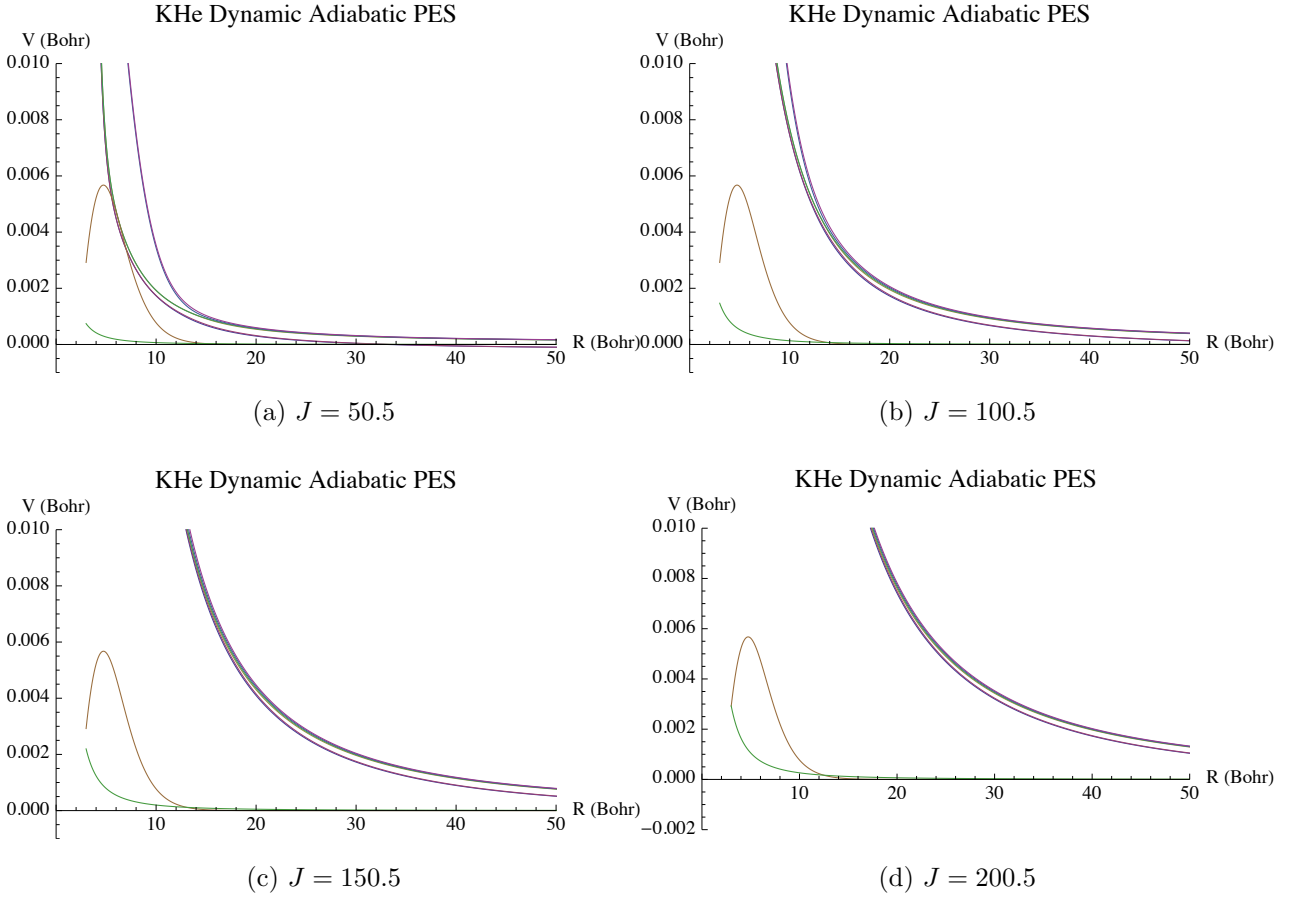 KHe Dynamic Adiabatic PES
V (Bohr)
0.010
0.008
0.006
0.004
0.002
0.000
10 20 30 40 50
R (Bohr)
(a) J = 50.5
KHe Dynamic Adiabatic PES
V (Bohr)
0.010
0.008
0.006
0.004
0.002
0.000
10 20 30 40 50
R (Bohr)
(b) J = 100.5
KHe Dynamic Adiabatic PES
V (Bohr)
0.010
0.008
0.006
0.004
0.002
0.000
10 20 30 40 50
R (Bohr)
(c) J = 150.5
KHe Dynamic Adiabatic PES
V (Bohr)
0.010
0.008
0.006
0.004
0.002
0.000
−0.002
10 20 30 40 50
R (Bohr)
(d) J = 200.5